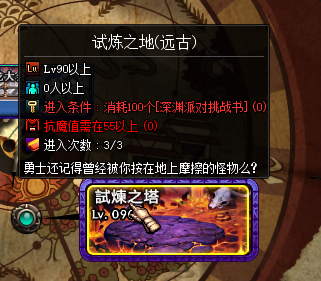 试炼之地(远古)
Lv Lv90以上
0人以上
进入条件：消耗100个[深渊派对挑战书] (0)
抗魔值需在55以上 (0)
进入次数：3/3
勇士还记得曾经被你按在地上摩擦的怪物么?
試煉之塔
Lv. 096